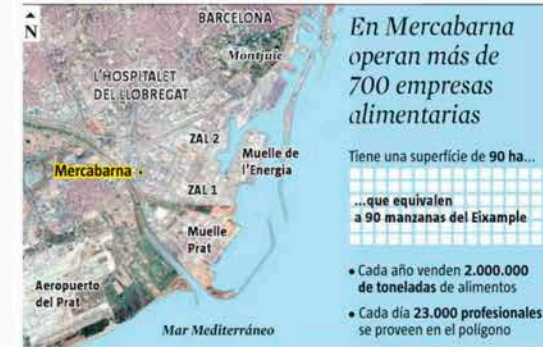 N
BARCELONA
Montjuïc
L'HOSPITALET
DEL LLOBREGAT
ZAL 2
Muelle de
l'Energia
Mercabarna
ZAL 1
Muelle
Prat
Aeropuerto
del Prat
Mar Mediterráneo
En Mercabarna
operan más de
700 empresas
alimentarias
Tiene una superfície de 90 ha...
...que equivalen
a 90 manzanas del Eixample
• Cada año venden 2.000.000
de toneladas de alimentos
• Cada día 23.000 profesionales
se proveen en el polígono